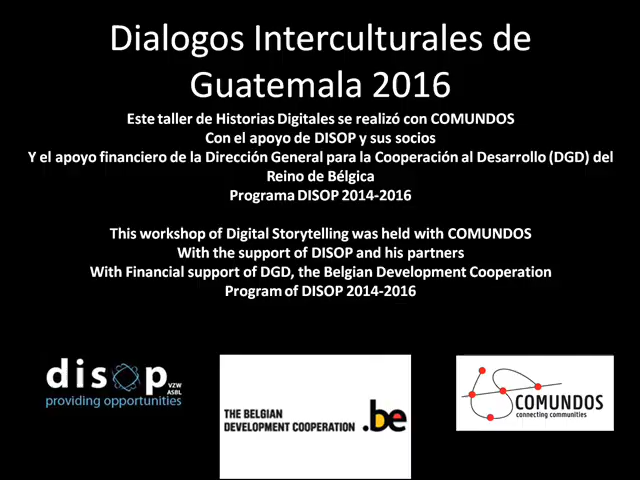 Dialogos Interculturales de
Guatemala 2016
Este taller de Historias Digitales se realizó con COMUNDOS
Con el apoyo de DISOP y sus socios
Y el apoyo financiero de la Dirección General para la Cooperación al Desarrollo (DGD) del
Reino de Bélgica
Programa DISOP 2014-2016
This workshop of Digital Storytelling was held with COMUNDOS
With the support of DISOP and his partners
With Financial support of DGD, the Belgian Development Cooperation
Program of DISOP 2014-2016
disop
VZW
ASBL
providing opportunities
THE BELGIAN
DEVELOPMENT COOPERATION
.be
COMUNDOS
connecting communities